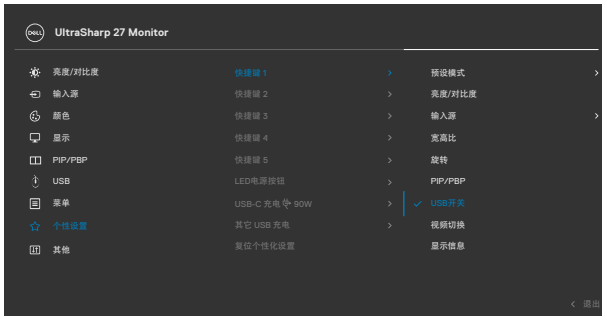 DELL
UltraSharp 27 Monitor
亮度/对比度
输入源
颜色
显示
PIP/PBP
USB
菜单
个性设置
其他
快捷键 1
快捷键 2
快捷键 3
快捷键 4
快捷键 5
LED电源按钮
USB-C 充电 90W
其它 USB 充电
复位个性化设置
预设模式
亮度/对比度
输入源
宽高比
旋转
PIP/PBP
USB开关
视频切换
显示信息
退出